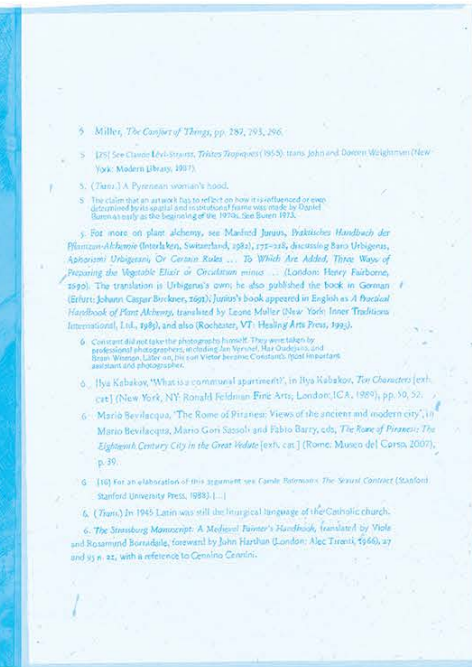 5 Miller, The Comfort of Things, pp. 287, 293, 296.
5 [25] See Claude Lévi-Strauss, Tristes Tropiques (1955), trans. John and Doreen Weightman (New
York: Modern Library, 1997).
5. (Trans.) A Pyrenean woman's hood.
5 The claim that an artwork has to reflect on how it is influenced or even
determined by its spatial and institutional frame was made by Daniel
Buren as early as the beginning of the 1970s. See Buren 1973.
5. For more on plant alchemy, see Manfred Junius, Praktisches Handbuch der
Pflanzen-Alchemie (Interlaken, Switzerland, 1982), 175–218, discussing Baro Urbigerus,
Aphorismi Urbigerani, Or Certain Rules ... To Which Are Added, Three Ways of
Preparing the Vegetable Elixir or Circulatum minus ... (London: Henry Fairborne,
1690). The translation is Urbigerus's own; he also published the book in German
(Erfurt: Johann Caspar Birckner, 1691); Junius's book appeared in English as A Practical
Handbook of Plant Alchemy, translated by Leone Muller (New York: Inner Traditions
International, Ltd., 1985), and also (Rochester, VT: Healing Arts Press, 1993).
6 Constant did not take the photographs himself. They were taken by
professional photographers, including Jan Versnel, Har Oudejans, and
Bram Wisman. Later on, his son Victor became Constant's most important
assistant and photographer.
6 Ilya Kabakov, 'What is a communal apartment?', in Ilya Kabakov, Ten Characters [exh.
cat.] (New York, NY: Ronald Feldman Fine Arts; London: ICA, 1989), pp. 50, 52.
6 Mario Bevilacqua, 'The Rome of Piranesi: Views of the ancient and modern city', in
Mario Bevilacqua, Mario Gori Sassoli and Fabio Barry, eds, The Rome of Piranesi: The
Eighteenth Century City in the Great Vedute [exh. cat.] (Rome: Museo del Corso, 2007),
p. 39.
6 [16] For an elaboration of this argument see Carole Pateman's The Sexual Contract (Stanford:
Stanford University Press, 1988). [...]
6. (Trans.) In 1945 Latin was still the liturgical language of the Catholic church.
6. The Strasburg Manuscript: A Medieval Painter's Handbook, translated by Viola
and Rosamund Borradaile, foreword by John Harthan (London: Alec Tiranti, 1966), 27
and 93 n. 22, with a reference to Cennino Cennini.